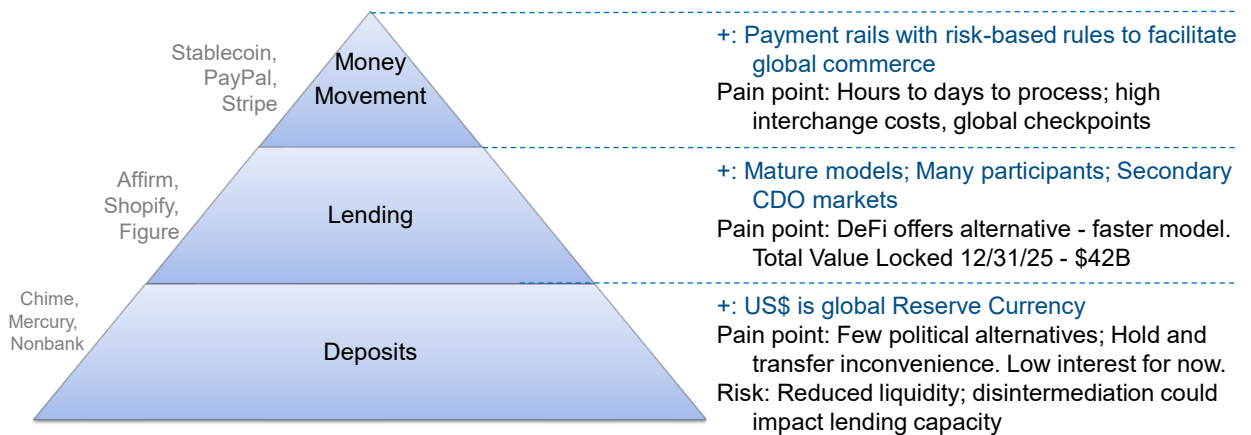 Stablecoin,
PayPal,
Stripe
Money
Movement
+: Payment rails with risk-based rules to facilitate
global commerce
Pain point: Hours to days to process; high
interchange costs, global checkpoints
Affirm,
Shopify,
Figure
Lending
+: Mature models; Many participants; Secondary
CDO markets
Pain point: DeFi offers alternative - faster model.
Total Value Locked 12/31/25 - $42B
Chime,
Mercury,
Nonbank
Deposits
+: US$ is global Reserve Currency
Pain point: Few political alternatives; Hold and
transfer inconvenience. Low interest for now.
Risk: Reduced liquidity; disintermediation could
impact lending capacity